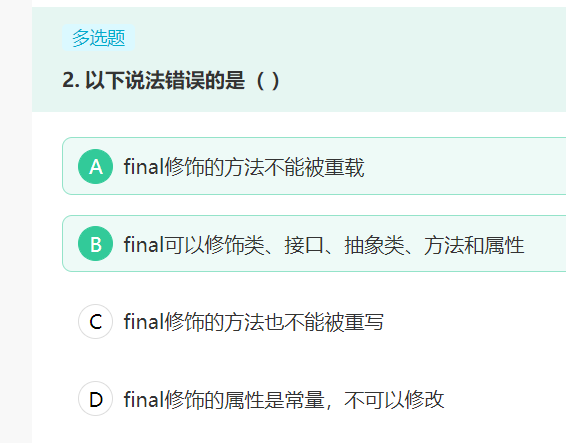 多选题
2. 以下说法错误的是（ ）
A final修饰的方法不能被重载
B final可以修饰类、接口、抽象类、方法和属性
C final修饰的方法也不能被重写
D final修饰的属性是常量，不可以修改